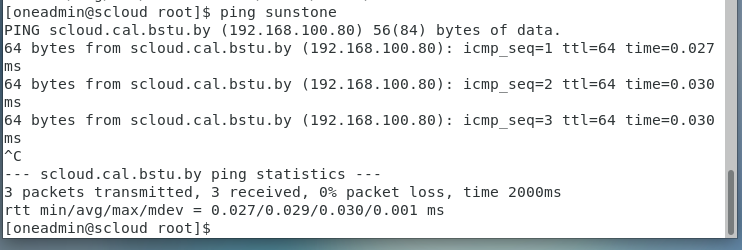 [oneadmin@scloud root]$ ping sunstone
PING scloud.cal.bstu.by (192.168.100.80) 56(84) bytes of data.
64 bytes from scloud.cal.bstu.by (192.168.100.80): icmp_seq=1 ttl=64 time=0.027
ms
64 bytes from scloud.cal.bstu.by (192.168.100.80): icmp_seq=2 ttl=64 time=0.030
ms
64 bytes from scloud.cal.bstu.by (192.168.100.80): icmp_seq=3 ttl=64 time=0.030
ms
^C
--- scloud.cal.bstu.by ping statistics ---
3 packets transmitted, 3 received, 0% packet loss, time 2000ms
rtt min/avg/max/mdev = 0.027/0.029/0.030/0.001 ms
[oneadmin@scloud root]$